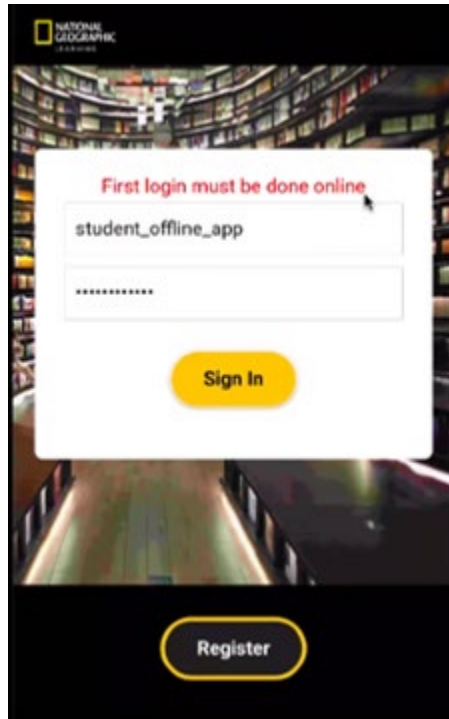 NATIONAL
GEOGRAPHIC
LEARNING
First login must be done online
student_offline_app
••••••••••••
Sign In
Register